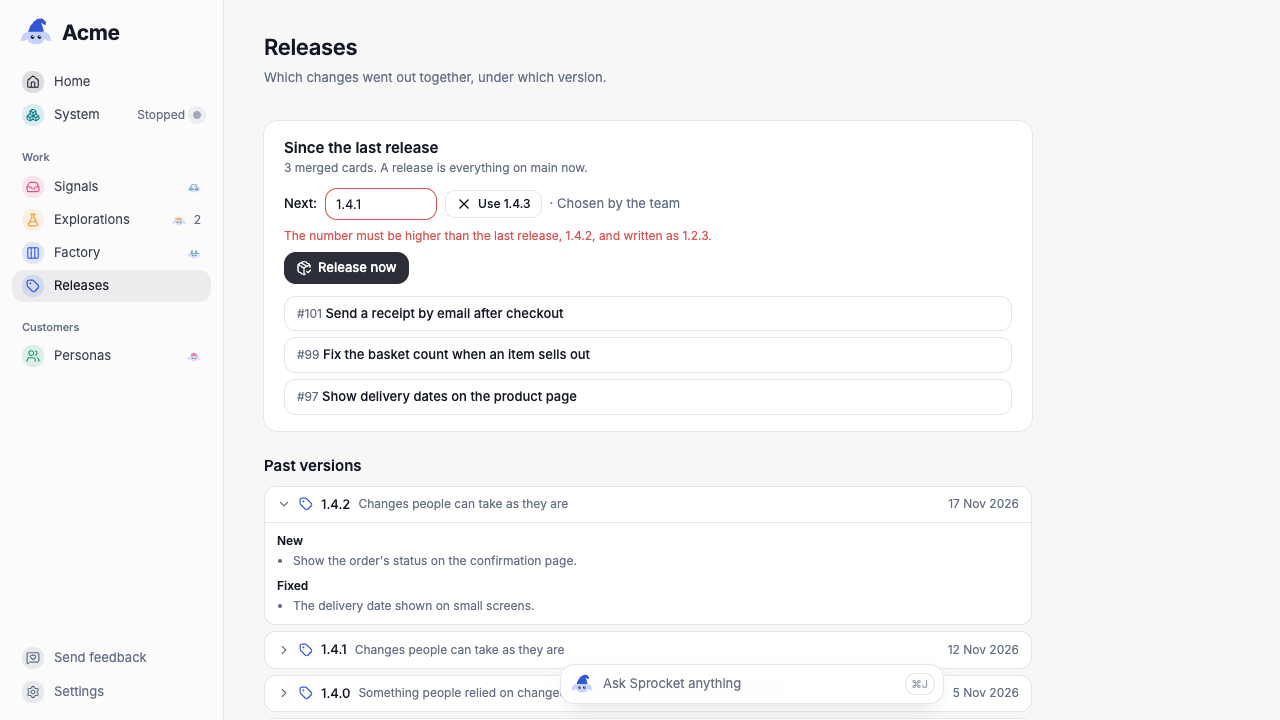 Acme
Home
System Stopped
Work
Signals
Explorations 2
Factory
Releases
Customers
Personas
Send feedback
Settings
Releases
Which changes went out together, under which version.
Since the last release
3 merged cards. A release is everything on main now.
Next: 1.4.1 Use 1.4.3 · Chosen by the team
The number must be higher than the last release, 1.4.2, and written as 1.2.3.
Release now
#101 Send a receipt by email after checkout
#99 Fix the basket count when an item sells out
#97 Show delivery dates on the product page
Past versions
1.4.2 Changes people can take as they are 17 Nov 2026
New
• Show the order's status on the confirmation page.
Fixed
• The delivery date shown on small screens.
1.4.1 Changes people can take as they are 12 Nov 2026
1.4.0 Something people relied on change 5 Nov 2026
Ask Sprocket anything ⌘J